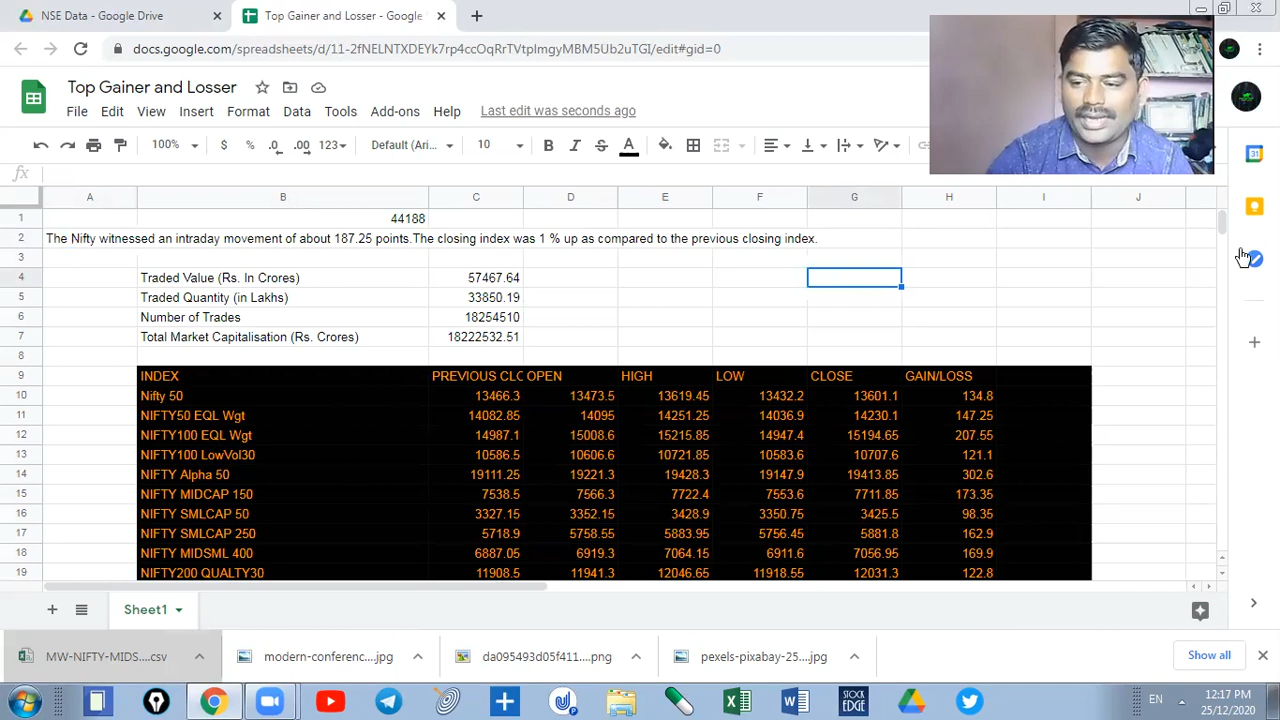 NSE Data - Google Drive
Top Gainer and Losser - Google
docs.google.com/spreadsheets/d/11-2fNELNTXDEYk7rp4ccOqRrTVtplmgyMBM5Ub2uTGI/edit#gid=0
Top Gainer and Losser
File Edit View Insert Format Data Tools Add-ons Help Last edit was seconds ago
100% $ % .0 .00 123 Default (Ari... 10 B I S A
fx
A B C D E F G H I J
1 44188
2 The Nifty witnessed an intraday movement of about 187.25 points.The closing index was 1 % up as compared to the previous closing index.
3
4 Traded Value (Rs. In Crores) 57467.64
5 Traded Quantity (in Lakhs) 33850.19
6 Number of Trades 18254510
7 Total Market Capitalisation (Rs. Crores) 18222532.51
8
9 INDEX PREVIOUS CLO OPEN HIGH LOW CLOSE GAIN/LOSS
10 Nifty 50 13466.3 13473.5 13619.45 13432.2 13601.1 134.8
11 NIFTY50 EQL Wgt 14082.85 14095 14251.25 14036.9 14230.1 147.25
12 NIFTY100 EQL Wgt 14987.1 15008.6 15215.85 14947.4 15194.65 207.55
13 NIFTY100 LowVol30 10586.5 10606.6 10721.85 10583.6 10707.6 121.1
14 NIFTY Alpha 50 19111.25 19221.3 19428.3 19147.9 19413.85 302.6
15 NIFTY MIDCAP 150 7538.5 7566.3 7722.4 7553.6 7711.85 173.35
16 NIFTY SMLCAP 50 3327.15 3352.15 3428.9 3350.75 3425.5 98.35
17 NIFTY SMLCAP 250 5718.9 5758.55 5883.95 5756.45 5881.8 162.9
18 NIFTY MIDSML 400 6887.05 6919.3 7064.15 6911.6 7056.95 169.9
19 NIFTY200 QUALTY30 11908.5 11941.3 12046.65 11918.55 12031.3 122.8
Sheet1
MW-NIFTY-MIDS....csv
modern-conferenc....jpg
da095493d05f411....png
pexels-pixabay-25....jpg
Show all
STOCK
EDGE
EN
12:17 PM
25/12/2020